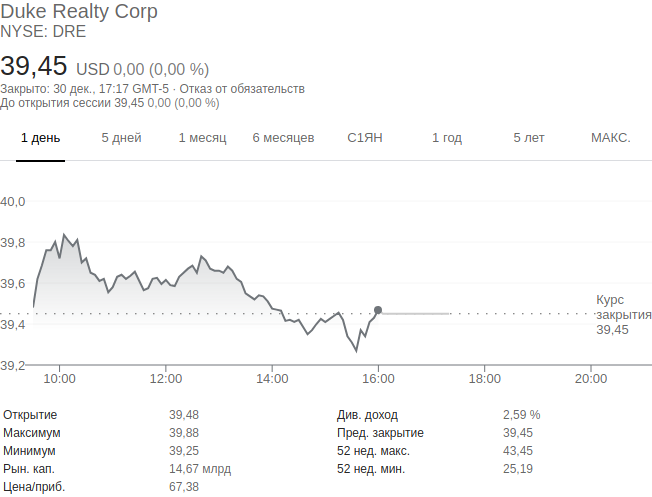 Duke Realty Corp
NYSE: DRE
39,45 USD 0,00 (0,00 %)
Закрыто: 30 дек., 17:17 GMT-5 · Отказ от обязательств
До открытия сессии 39,45 0,00 (0,00 %)
1 день 5 дней 1 месяц 6 месяцев С1ЯН 1 год 5 лет МАКС.
40,0
39,8
39,6
Курс
закрытия
39,45
39,4
39,2
10:00 12:00 14:00 16:00 18:00 20:00
Открытие 39,48 Див. доход 2,59 %
Максимум 39,88 Пред. закрытие 39,45
Минимум 39,25 52 нед. макс. 43,45
Рын. кап. 14,67 млрд 52 нед. мин. 25,19
Цена/приб. 67,38